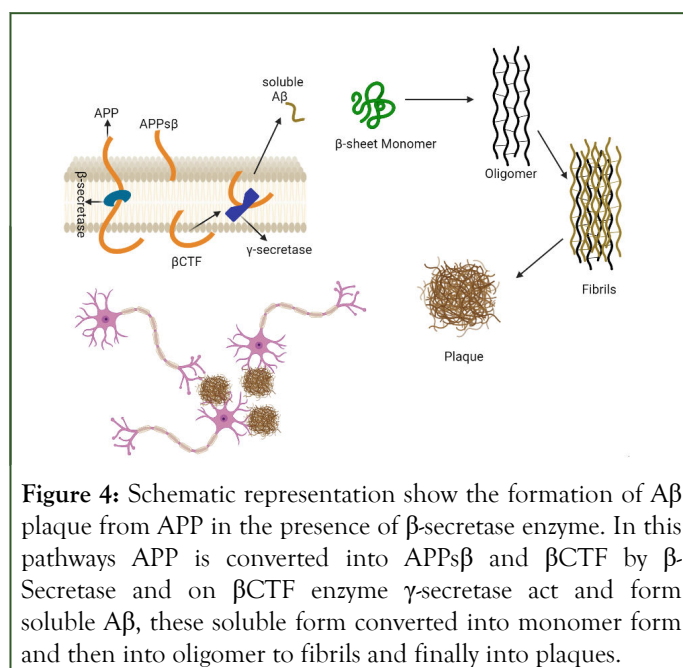 soluble
Aβ
APP
APPsβ
β-secretase
βCTF
γ-secretase
β-sheet Monomer
Oligomer
Fibrils
Plaque
Figure 4: Schematic representation show the formation of Aβ
plaque from APP in the presence of β-secretase enzyme. In this
pathways APP is converted into APPsβ and βCTF by β-
Secretase and on βCTF enzyme γ-secretase act and form
soluble Aβ, these soluble form converted into monomer form
and then into oligomer to fibrils and finally into plaques.